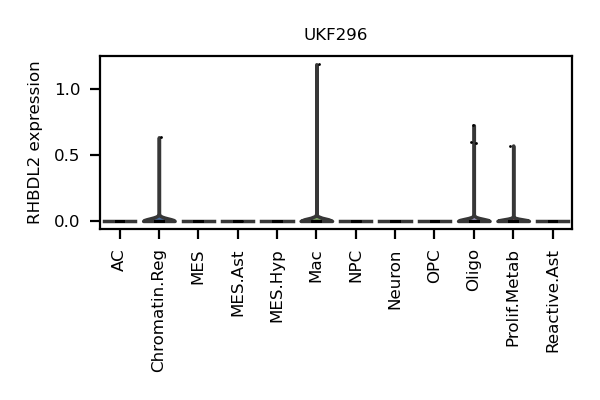 UKF296
RHBDL2 expression
1.0
0.5
0.0
AC
Chromatin.Reg
MES
MES.Ast
MES.Hyp
Mac
NPC
Neuron
OPC
Oligo
Prolif.Metab
Reactive.Ast